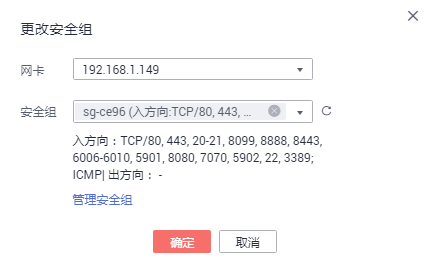 更改安全组
网卡 192.168.1.149
安全组 sg-ce96 (入方向:TCP/80, 443, ...
入方向：TCP/80, 443, 20-21, 8099, 8888, 8443,
6006-6010, 5901, 8080, 7070, 5902, 22, 3389;
ICMP| 出方向： -
管理安全组
确定 取消